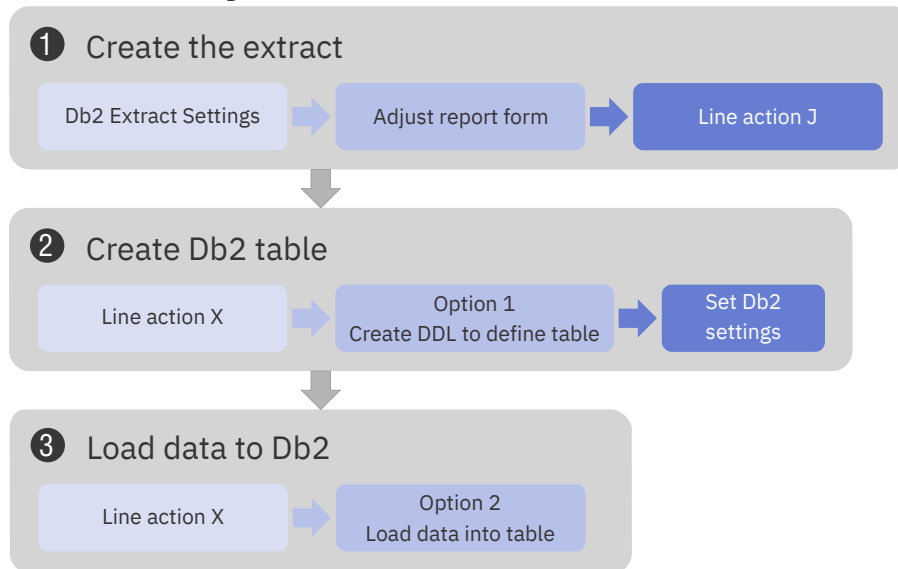 1 Create the extract
Db2 Extract Settings
Adjust report form
Line action J
2 Create Db2 table
Line action X
Option 1
Create DDL to define table
Set Db2
settings
3 Load data to Db2
Line action X
Option 2
Load data into table